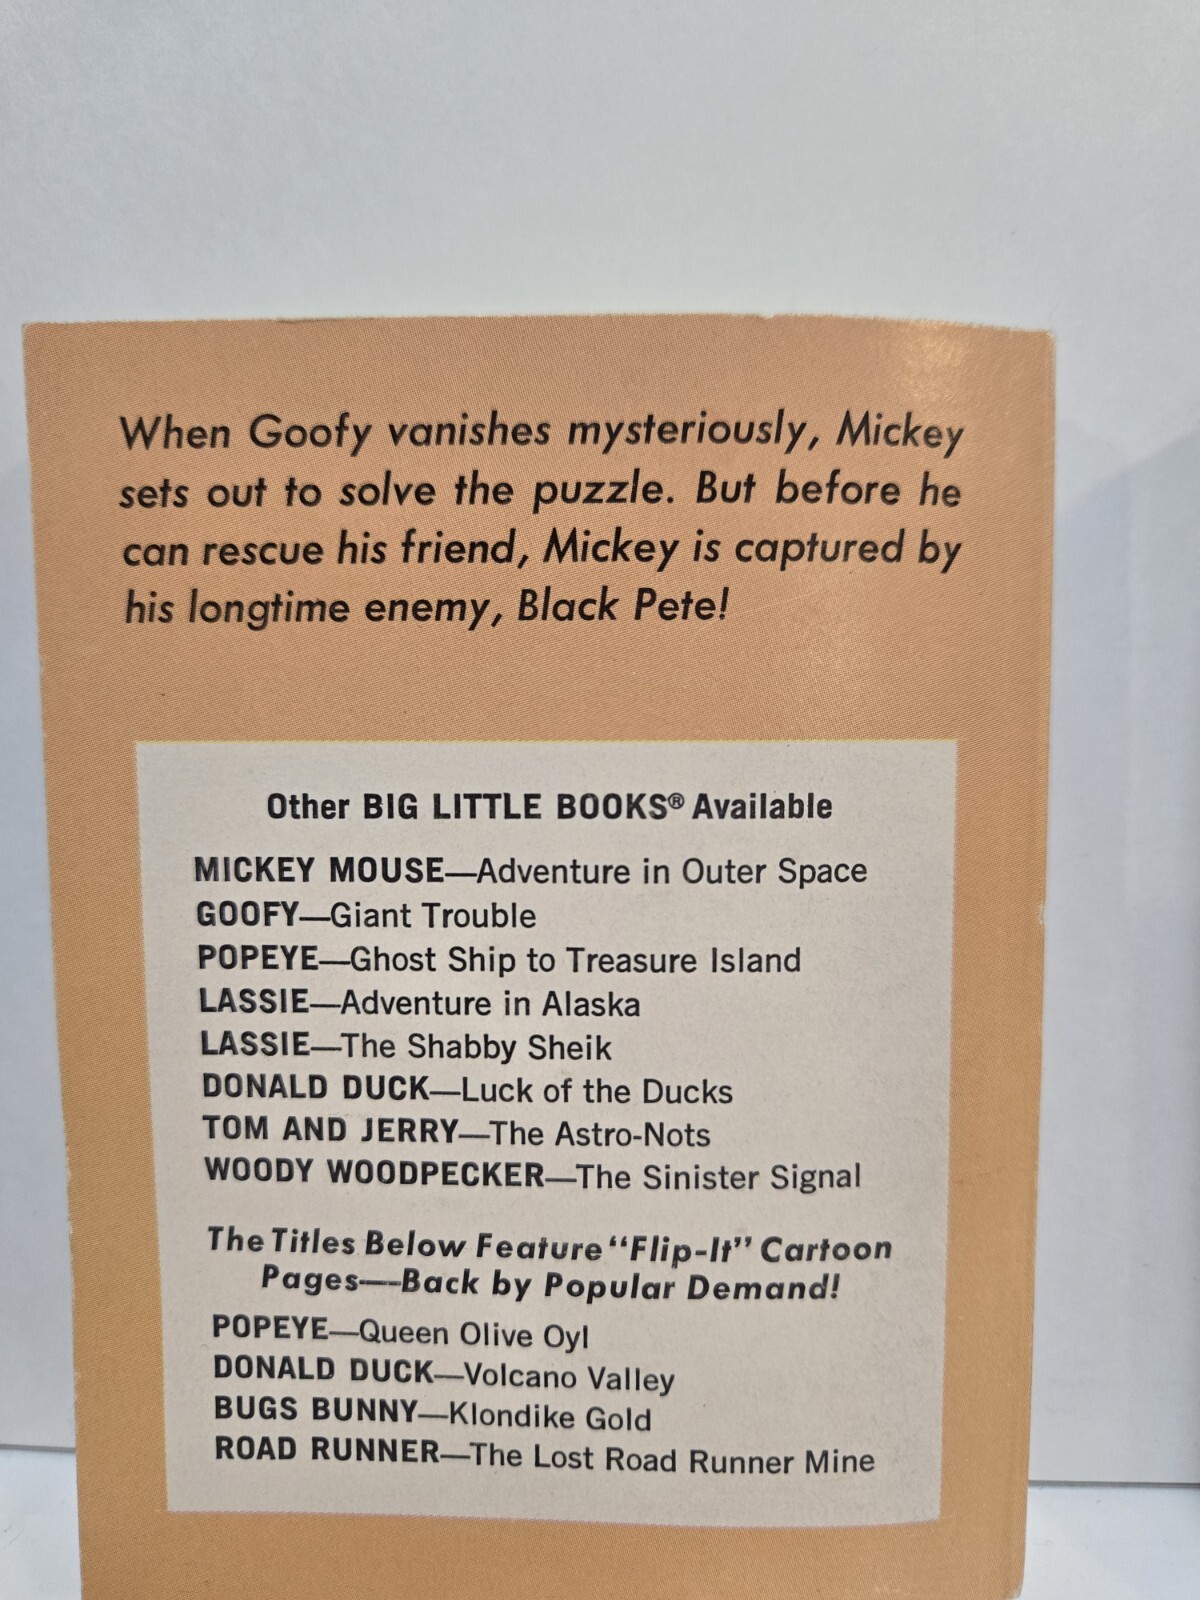 When Goofy vanishes mysteriously, Mickey
sets out to solve the puzzle. But before he
can rescue his friend, Mickey is captured by
his longtime enemy, Black Pete!
Other BIG LITTLE BOOKS® Available
MICKEY MOUSE—Adventure in Outer Space
GOOFY—Giant Trouble
POPEYE—Ghost Ship to Treasure Island
LASSIE—Adventure in Alaska
LASSIE—The Shabby Sheik
DONALD DUCK—Luck of the Ducks
TOM AND JERRY—The Astro-Nots
WOODY WOODPECKER—The Sinister Signal
The Titles Below Feature “Flip-It” Cartoon
Pages—Back by Popular Demand!
POPEYE—Queen Olive Oyl
DONALD DUCK—Volcano Valley
BUGS BUNNY—Klondike Gold
ROAD RUNNER—The Lost Road Runner Mine